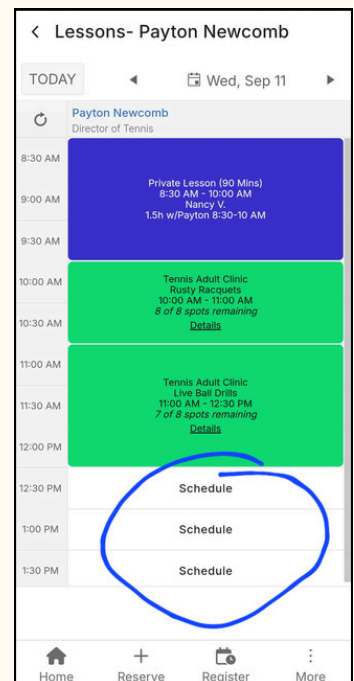 < Lessons- Payton Newcomb
TODAY Wed, Sep 11
Payton Newcomb
Director of Tennis
8:30 AM
Private Lesson (90 Mins)
8:30 AM - 10:00 AM
9:00 AM
Nancy V.
1.5h w/Payton 8:30-10 AM
9:30 AM
10:00 AM
Tennis Adult Clinic
Rusty Racquets
10:00 AM - 11:00 AM
8 of 8 spots remaining
10:30 AM
Details
11:00 AM
Tennis Adult Clinic
Live Ball Drills
11:30 AM
11:00 AM - 12:30 PM
7 of 8 spots remaining
Details
12:00 PM
12:30 PM Schedule
1:00 PM Schedule
1:30 PM Schedule
Home Reserve Register More